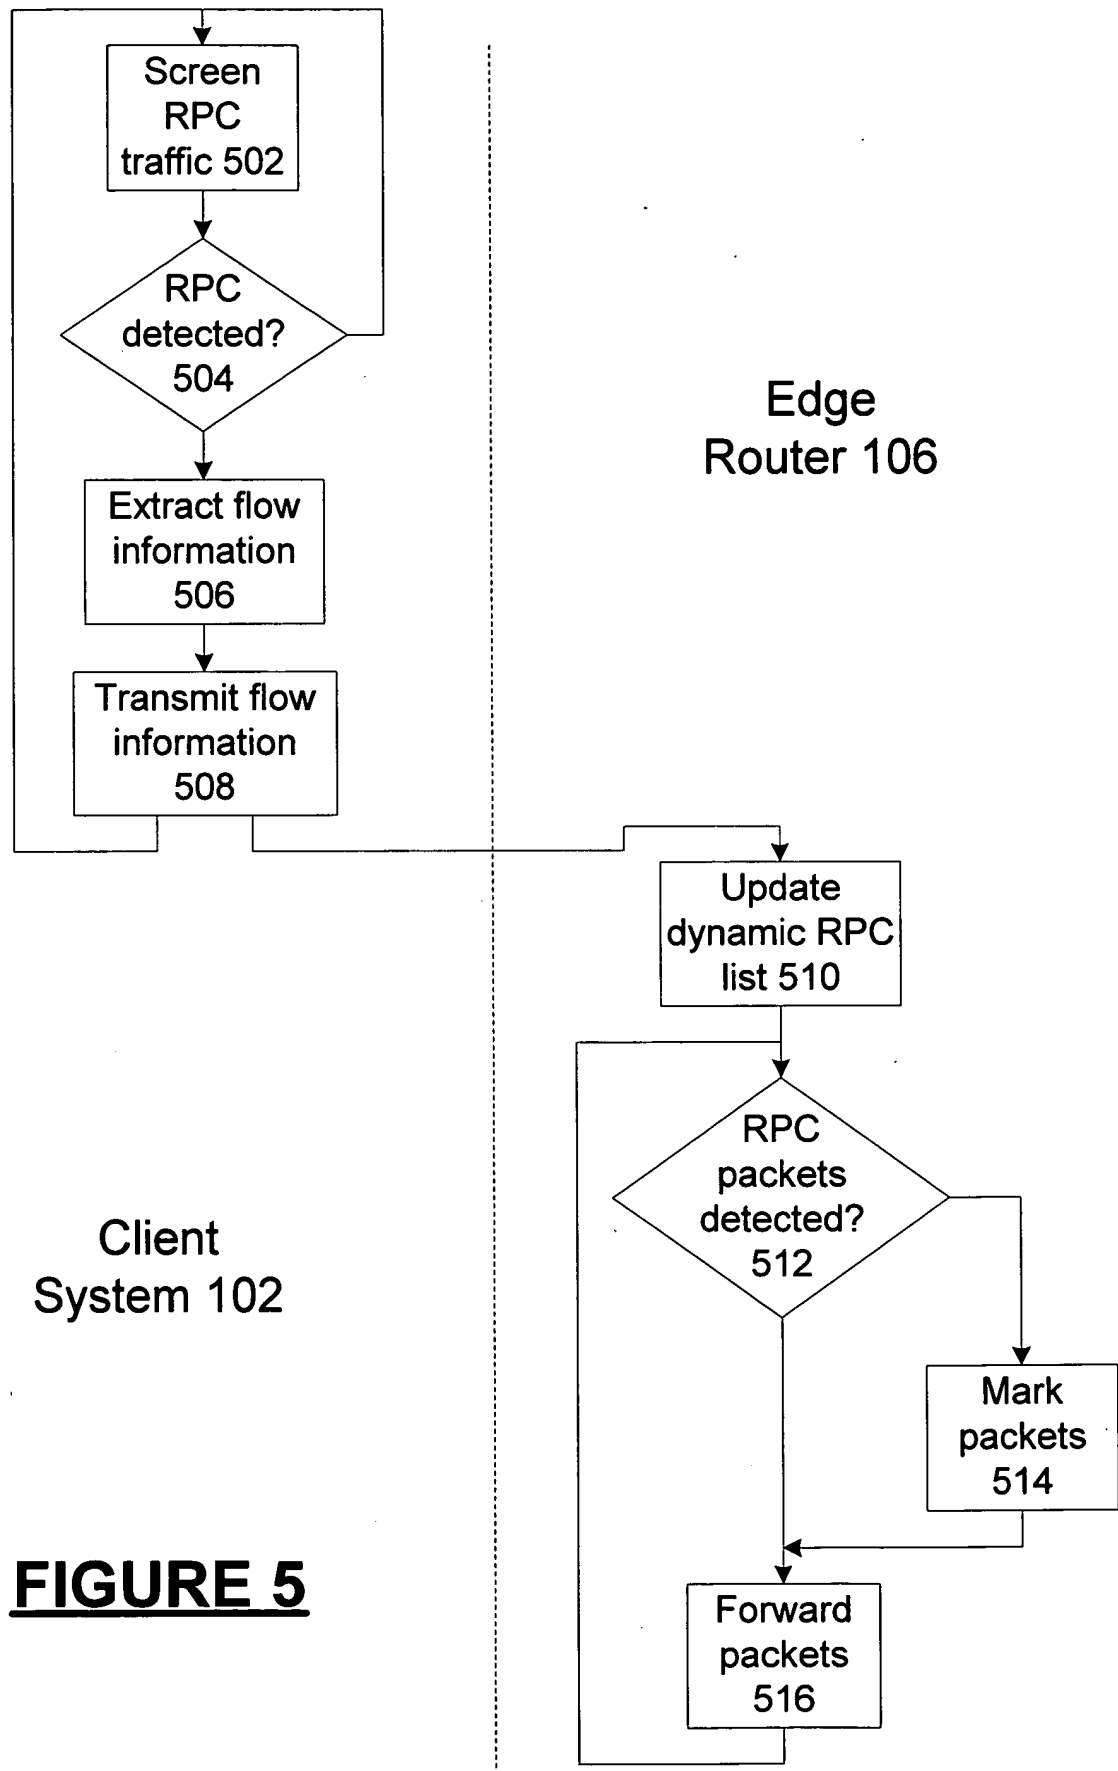 Screen
RPC
traffic 502
RPC
detected?
504
Extract flow
information
506
Transmit flow
information
508
Edge
Router 106
Update
dynamic RPC
list 510
RPC
packets
detected?
512
Client
System 102
Mark
packets
514
Forward
packets
516
FIGURE 5